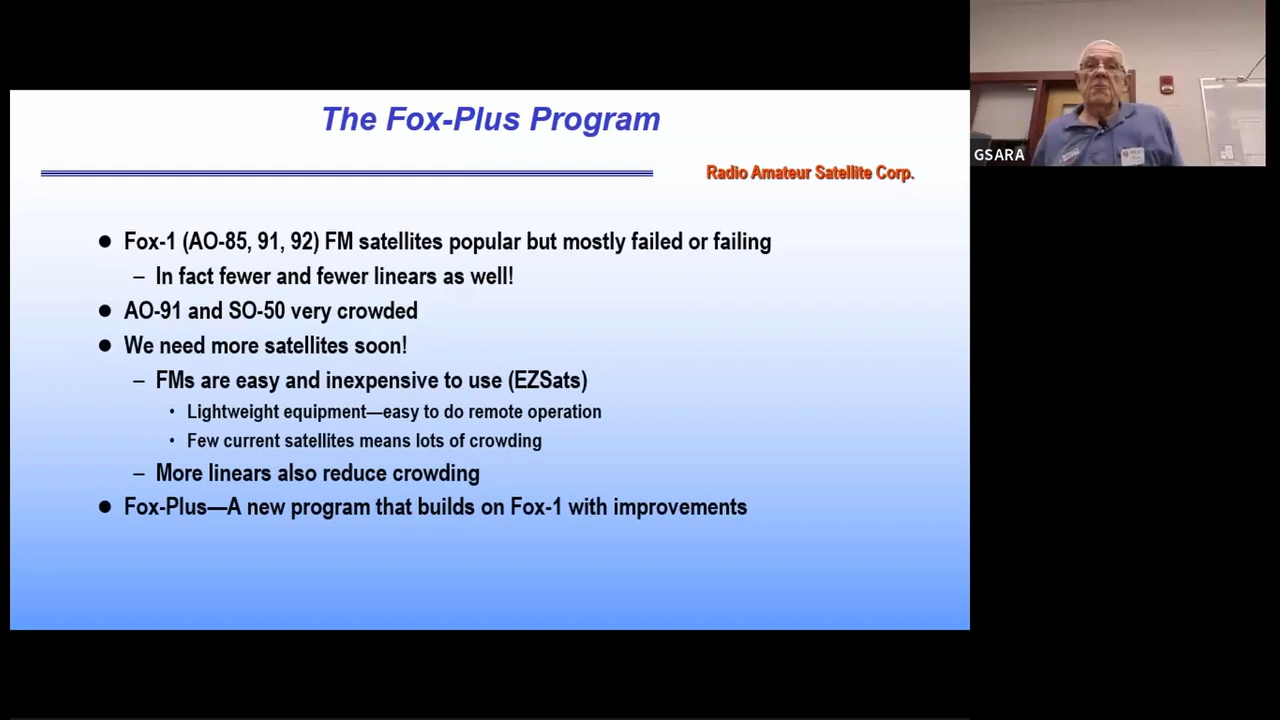 The Fox-Plus Program
Radio Amateur Satellite Corp.
● Fox-1 (AO-85, 91, 92) FM satellites popular but mostly failed or failing
– In fact fewer and fewer linears as well!
● AO-91 and SO-50 very crowded
● We need more satellites soon!
– FMs are easy and inexpensive to use (EZSats)
• Lightweight equipment—easy to do remote operation
• Few current satellites means lots of crowding
– More linears also reduce crowding
● Fox-Plus—A new program that builds on Fox-1 with improvements
GSARA